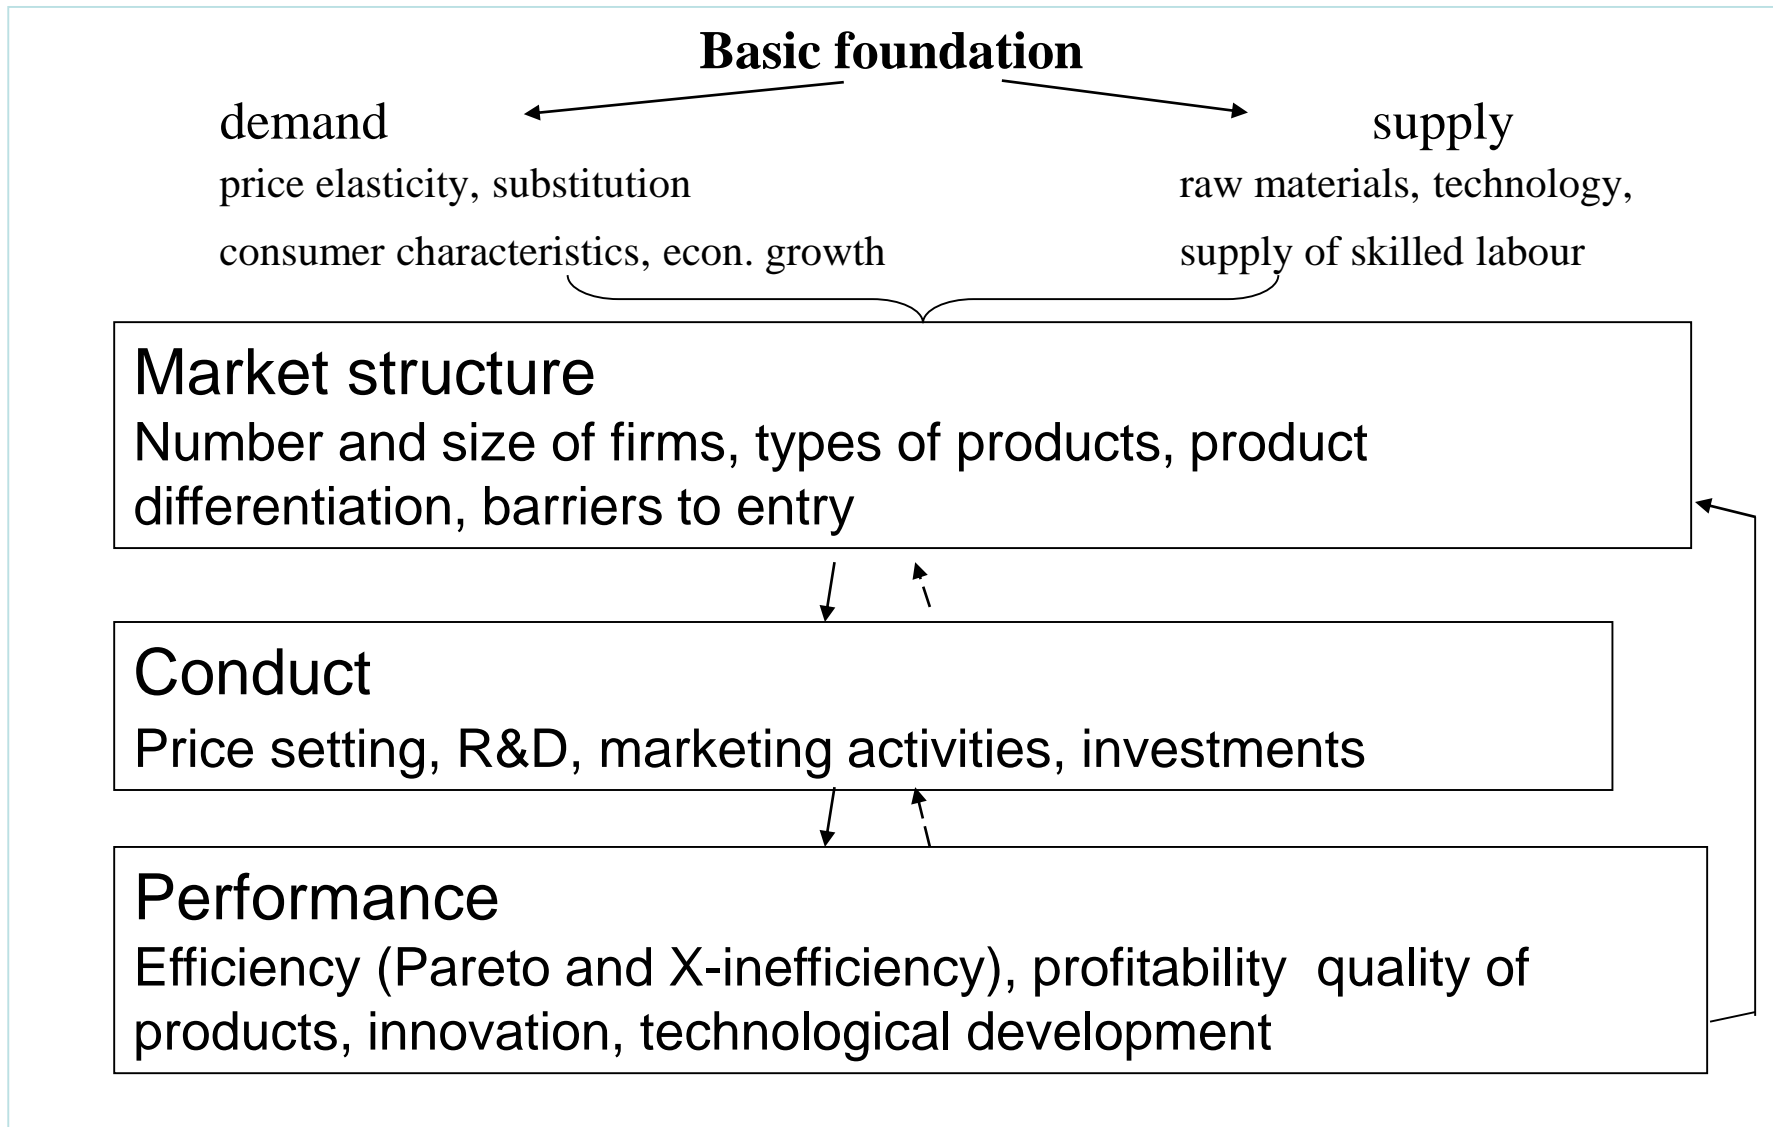 Basic foundation
demand
supply
price elasticity, substitution
raw materials, technology,
consumer characteristics, econ. growth
supply of skilled labour
Market structure
Number and size of firms, types of products, product
differentiation, barriers to entry
Conduct
Price setting, R&D, marketing activities, investments
Performance
Efficiency (Pareto and X-inefficiency), profitability  quality of
products, innovation, technological development